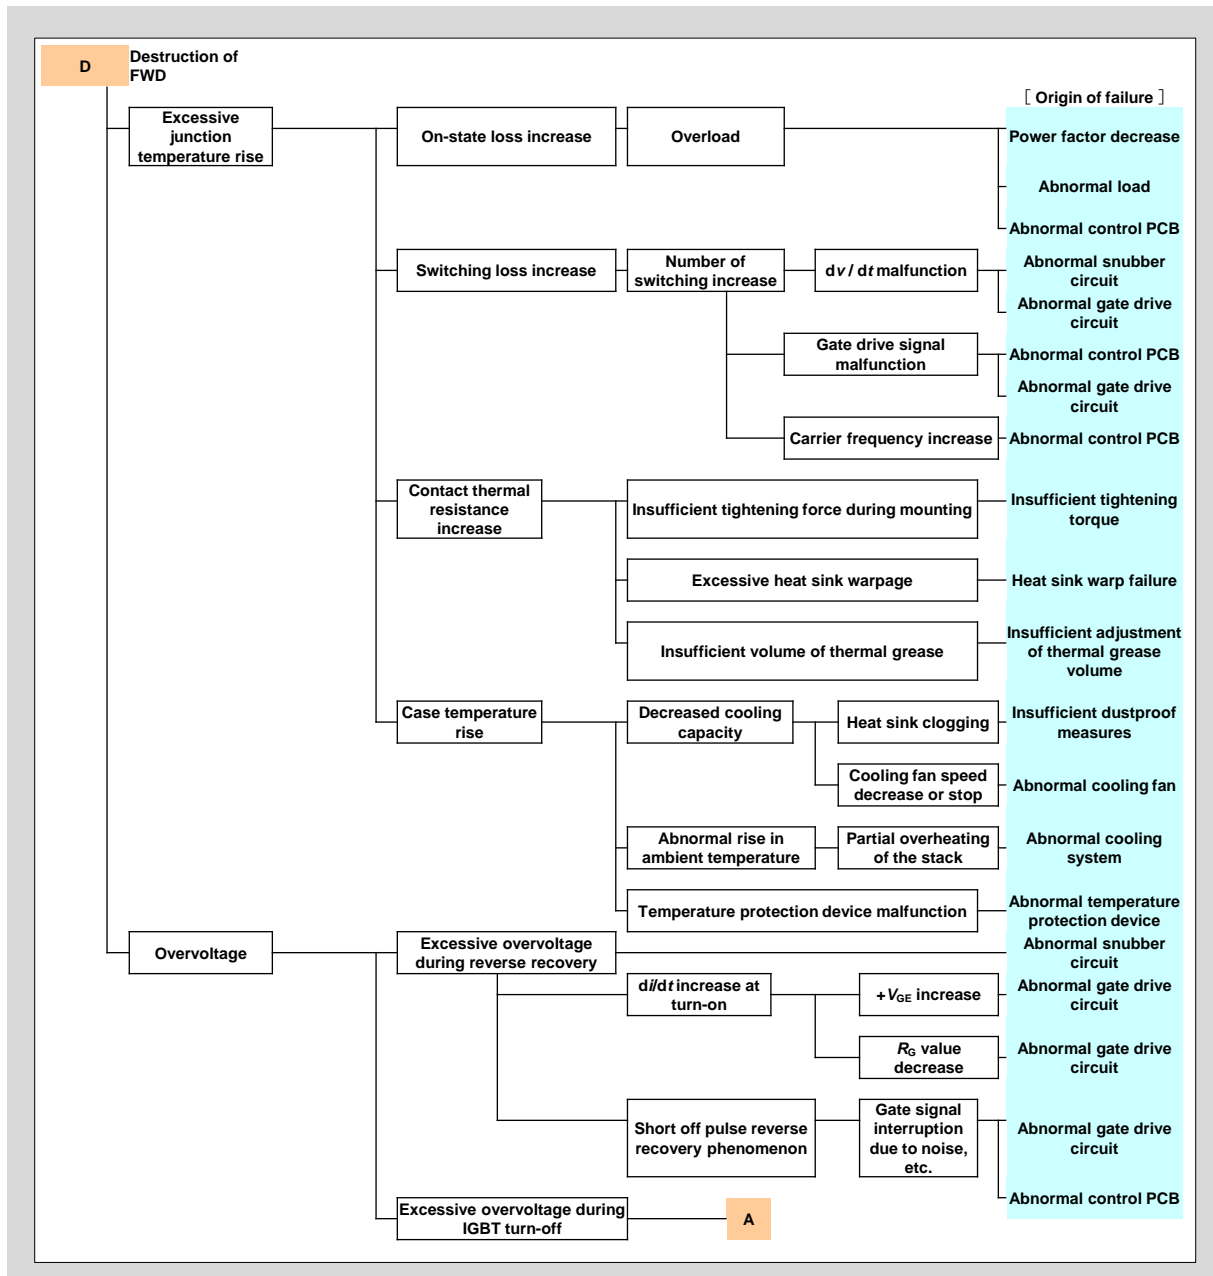 D
Destruction of
FWD
[ Origin of failure ]
Excessive
junction
temperature rise
On-state loss increase
Overload
Power factor decrease
Abnormal load
Abnormal control PCB
Switching loss increase
Number of
switching increase
dv / dt malfunction
Abnormal snubber
circuit
Abnormal gate drive
circuit
Gate drive signal
malfunction
Abnormal control PCB
Abnormal gate drive
circuit
Carrier frequency increase
Abnormal control PCB
Contact thermal
resistance
increase
Insufficient tightening force during mounting
Insufficient tightening
torque
Excessive heat sink warpage
Heat sink warp failure
Insufficient volume of thermal grease
Insufficient adjustment
of thermal grease
volume
Case temperature
rise
Decreased cooling
capacity
Heat sink clogging
Insufficient dustproof
measures
Cooling fan speed
decrease or stop
Abnormal cooling fan
Abnormal rise in
ambient temperature
Partial overheating
of the stack
Abnormal cooling
system
Temperature protection device malfunction
Abnormal temperature
protection device
Overvoltage
Excessive overvoltage
during reverse recovery
Abnormal snubber
circuit
di/dt increase at
turn-on
+VGE increase
Abnormal gate drive
circuit
RG value
decrease
Abnormal gate drive
circuit
Short off pulse reverse
recovery phenomenon
Gate signal
interruption
due to noise,
etc.
Abnormal gate drive
circuit
Abnormal control PCB
Excessive overvoltage during
IGBT turn-off
A